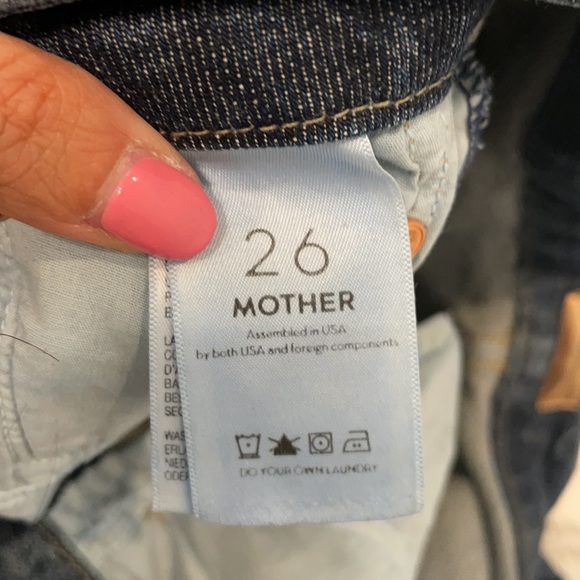 26
MOTHER
Assembled in USA
by both USA and foreign components
DO YOUR OWN LAUNDRY